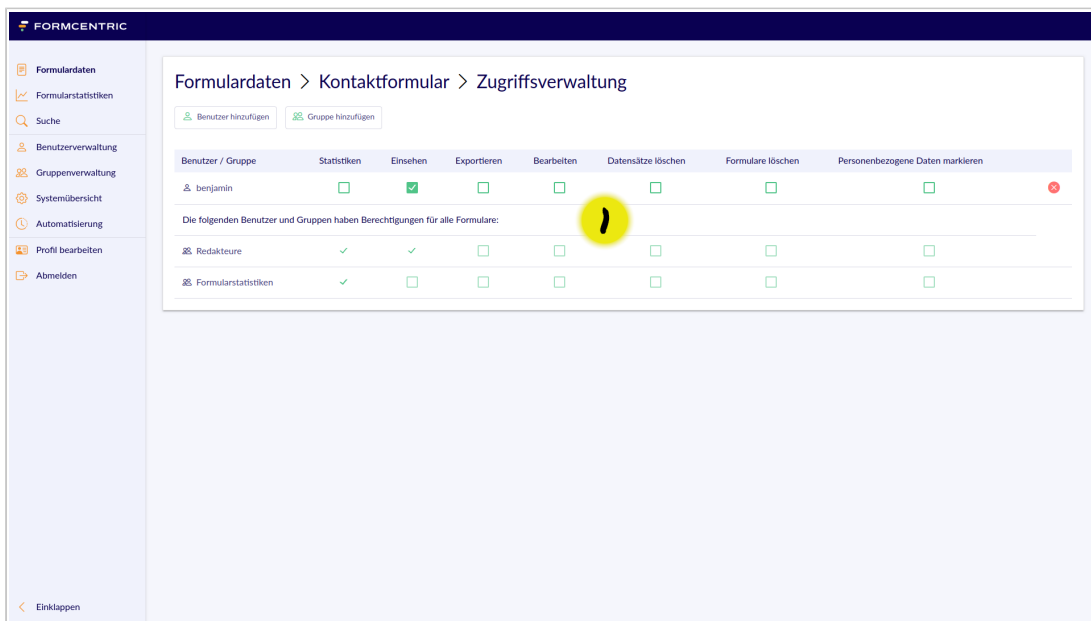 FORMCENTRIC
Formulardaten
Formularstatistiken
Suche
Benutzerverwaltung
Gruppenverwaltung
Systemübersicht
Automatisierung
Profil bearbeiten
Abmelden
Einklappen
Formulardaten > Kontaktformular > Zugriffsverwaltung
Benutzer hinzufügen Gruppe hinzufügen
Benutzer / Gruppe Statistiken Einsehen Exportieren Bearbeiten Datensätze löschen Formulare löschen Personenbezogene Daten markieren
benjamin
Die folgenden Benutzer und Gruppen haben Berechtigungen für alle Formulare:
1
Redakteure
Formularstatistiken